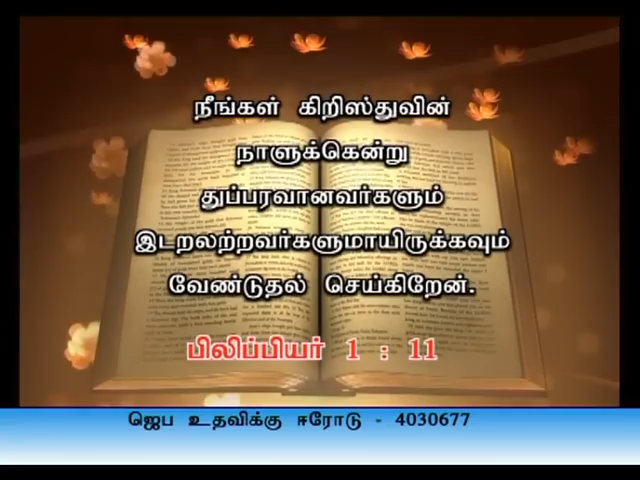 நீங்கள் கிறிஸ்துவின்
நாளுக்கென்று
துப்பரவானவர்களும்
இடறலற்றவர்களுமாயிருக்கவும்
வேண்டுதல் செய்கிறேன்.
பிலிப்பியர் 1 : 11
ஜெப உதவிக்கு ஈரோடு - 4030677